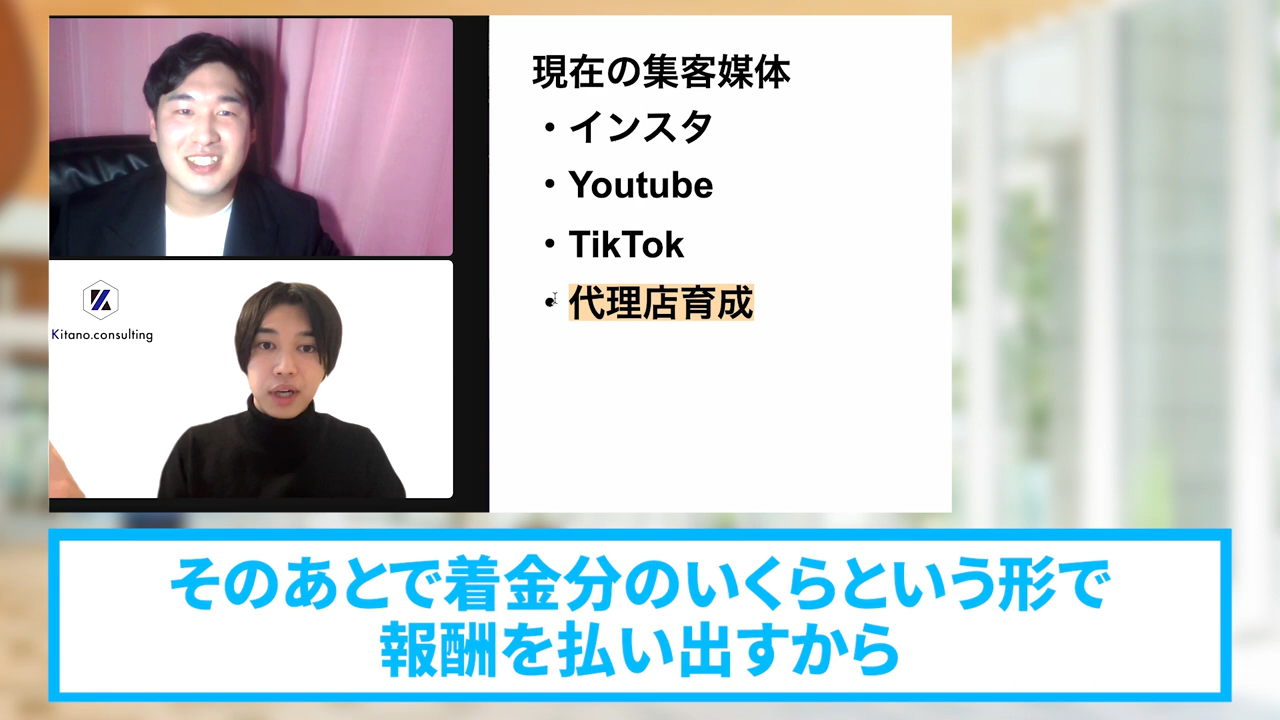 現在の集客媒体
・インスタ
・Youtube
・TikTok
・代理店育成
Kitano.consulting
そのあとで着金分のいくらという形で
報酬を払い出すから